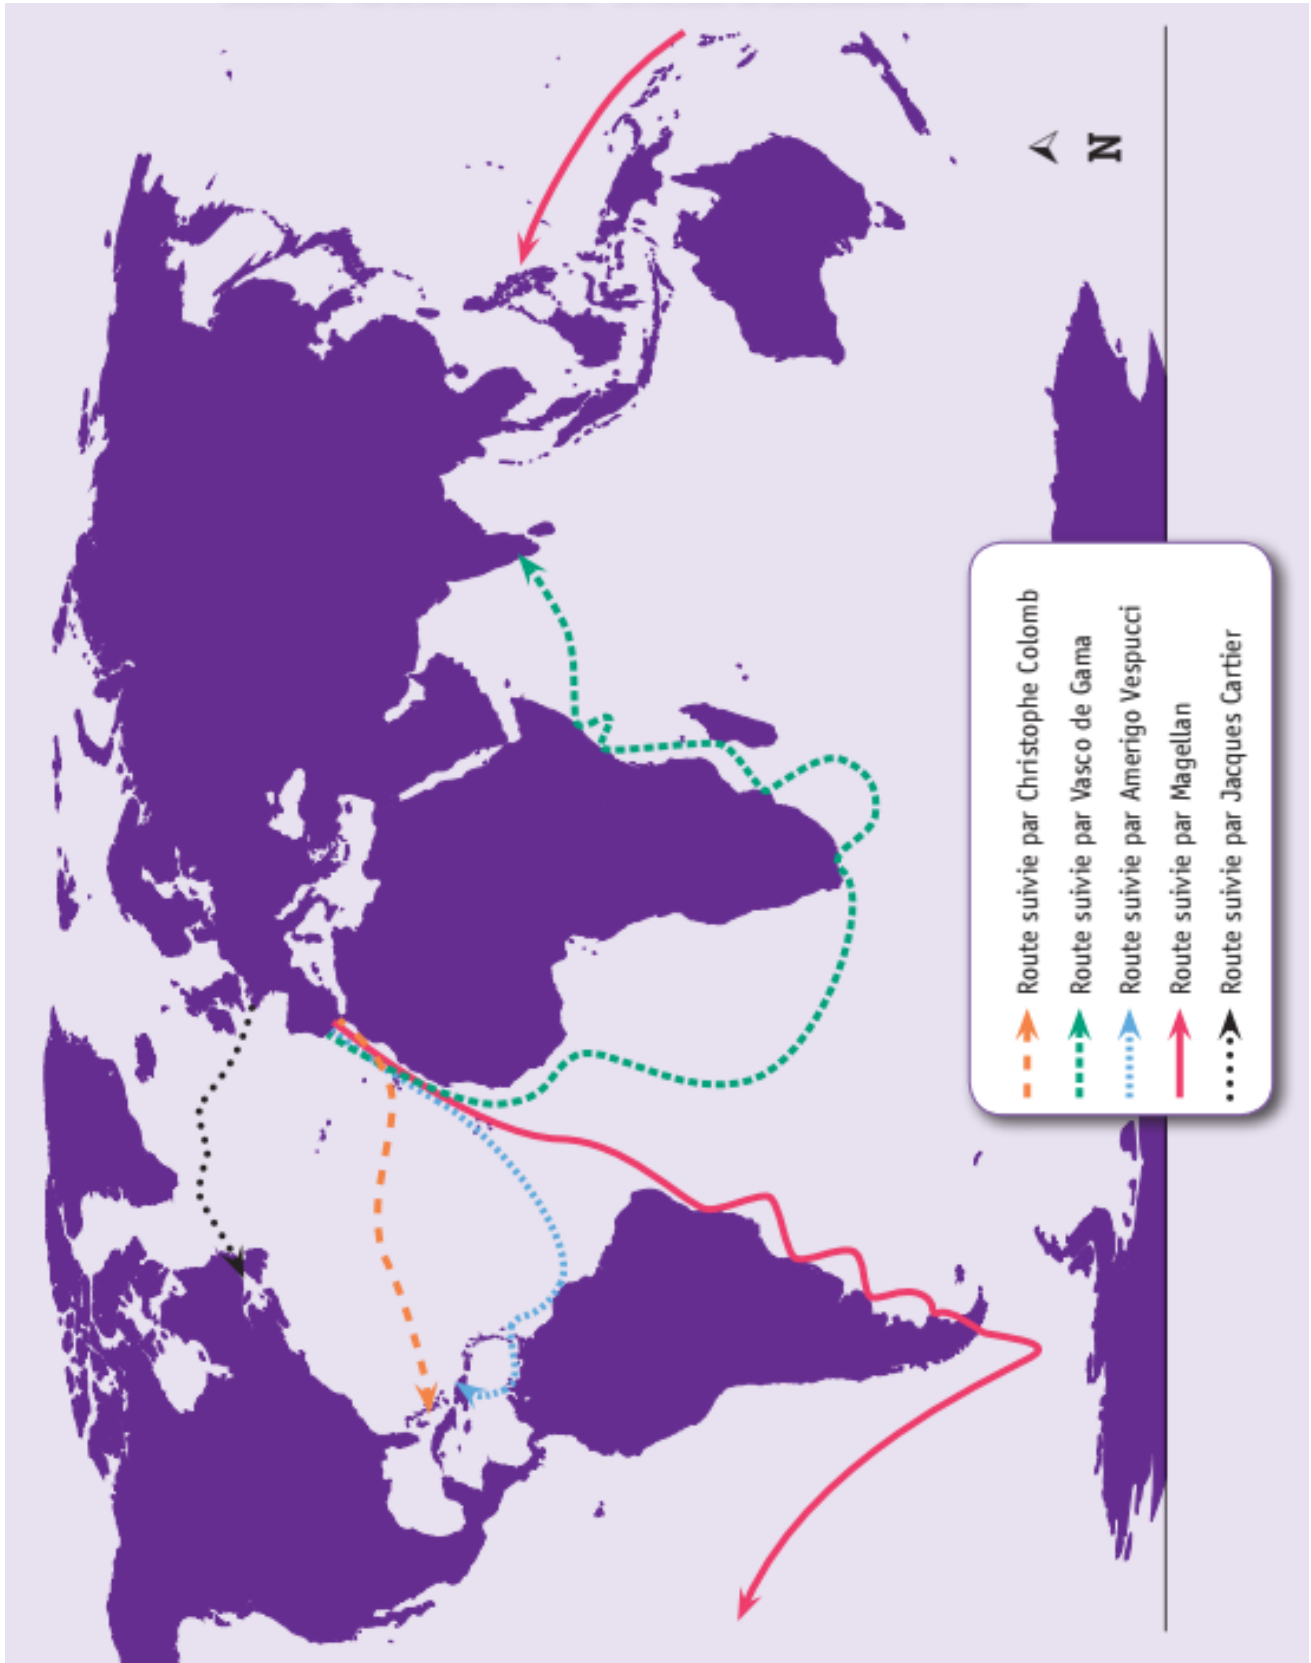 N
Route suivie par Christophe Colomb
Route suivie par Vasco de Gama
Route suivie par Amerigo Vespucci
Route suivie par Magellan
Route suivie par Jacques Cartier